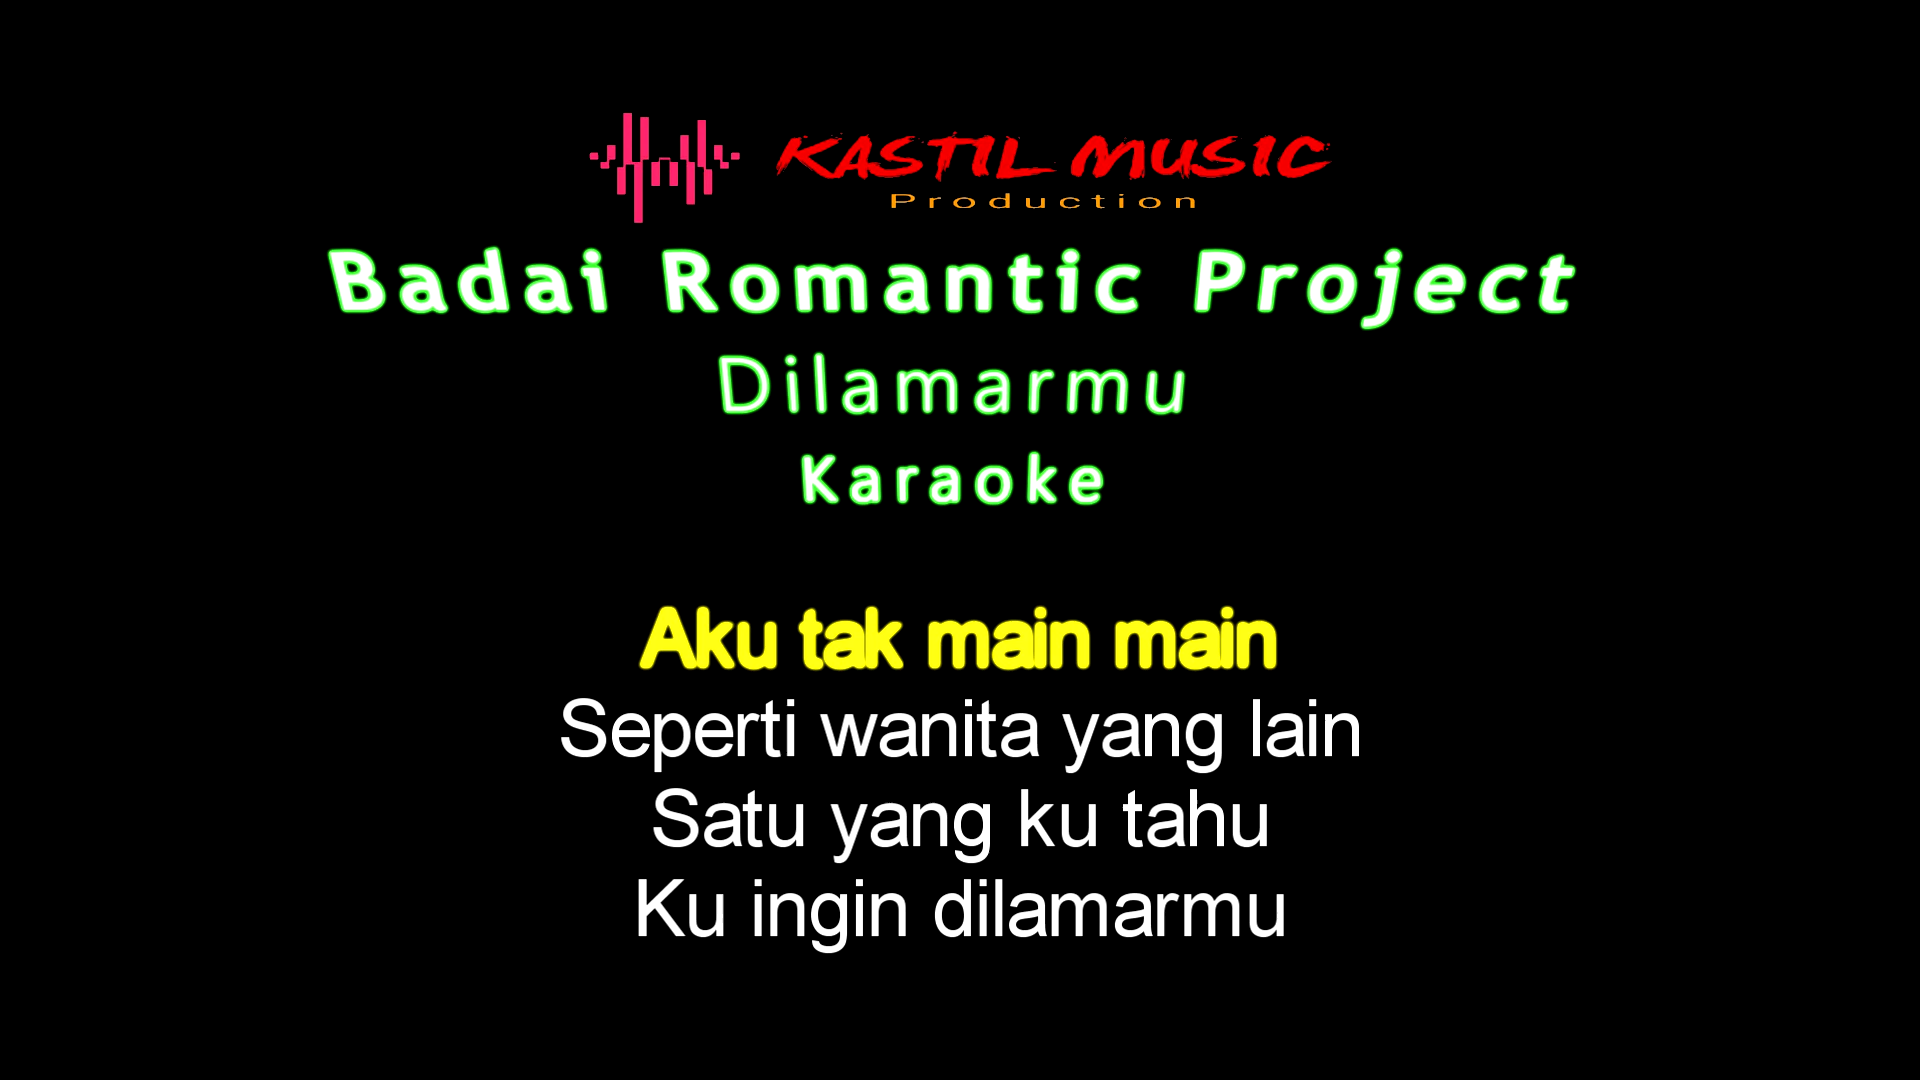 KASTIL MUSIC
Production
Badai Romantic Project
Dilamarmu
Karaoke
Aku tak main main
Seperti wanita yang lain
Satu yang ku tahu
Ku ingin dilamarmu